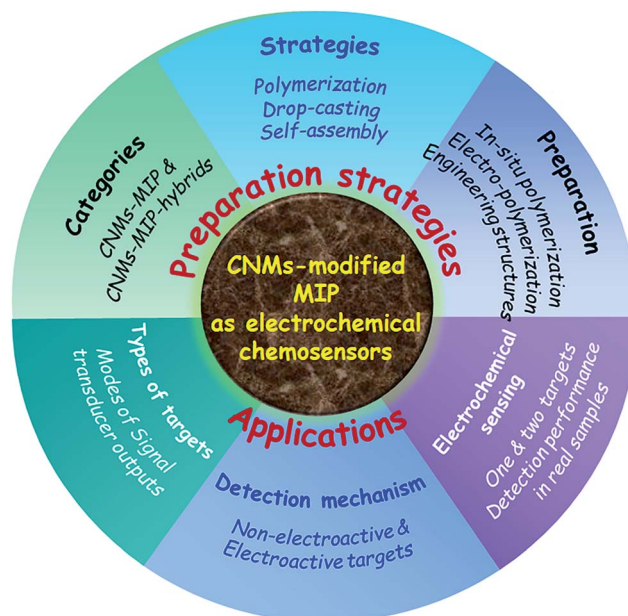 Strategies
Polymerization
Drop-casting
Self-assembly
Categories
CNMs-MIP &
CNMs-MIP-hybrids
Preparation
In-situ polymerization
Electro-polymerization
Engineering structures
Preparation strategies
CNMs-modified
MIP
as electrochemical
chemosensors
Applications
Types of targets
Modes of Signal
transducer outputs
Detection mechanism
Non-electroactive &
Electroactive targets
Electrochemical
sensing
One & two targets
Detection performance
in real samples